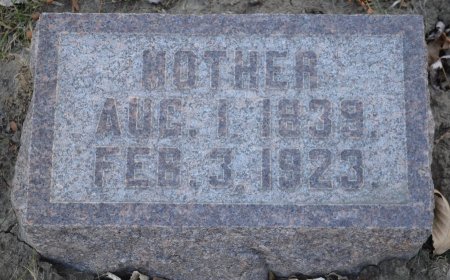 MOTHER
AUG. 1, 1839.
FEB. 3, 1923.